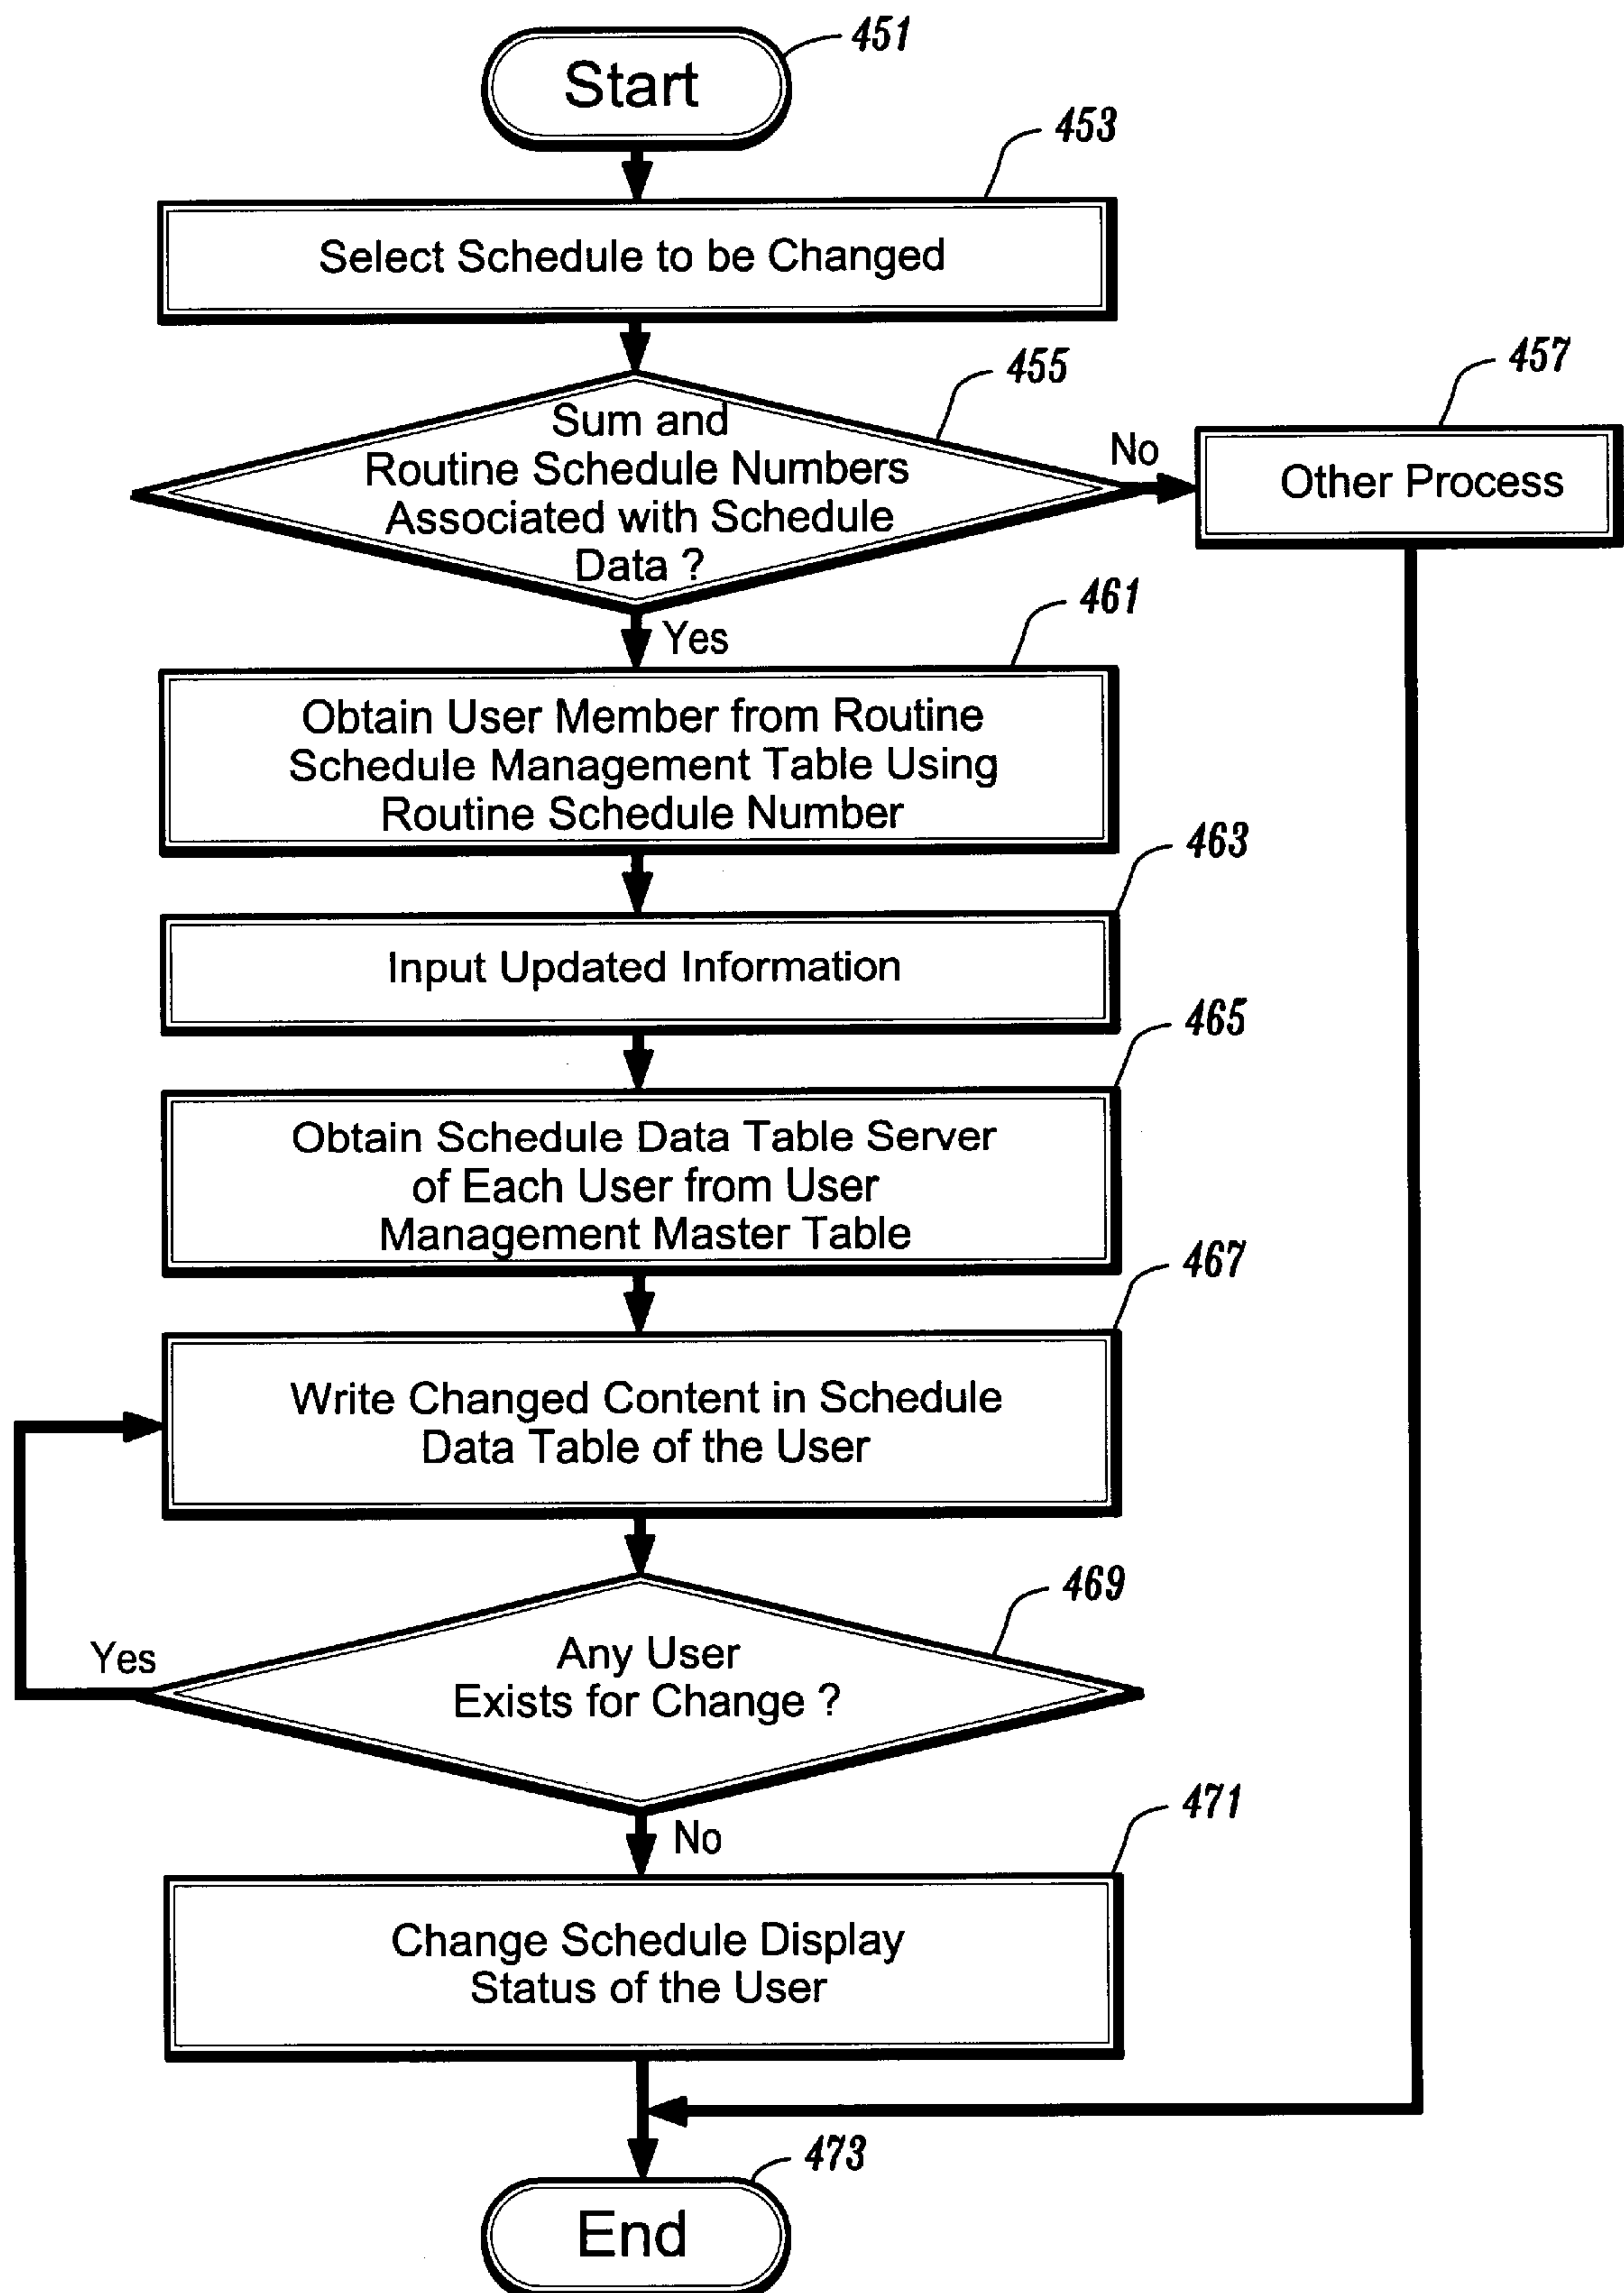 451
Start
453
Select Schedule to be Changed
455
457
Sum and
Routine Schedule Numbers
Associated with Schedule
Data ?
No
Other Process
Yes
461
Obtain User Member from Routine
Schedule Management Table Using
Routine Schedule Number
463
Input Updated Information
465
Obtain Schedule Data Table Server
of Each User from User
Management Master Table
467
Write Changed Content in Schedule
Data Table of the User
469
Yes
Any User
Exists for Change ?
No
471
Change Schedule Display
Status of the User
473
End